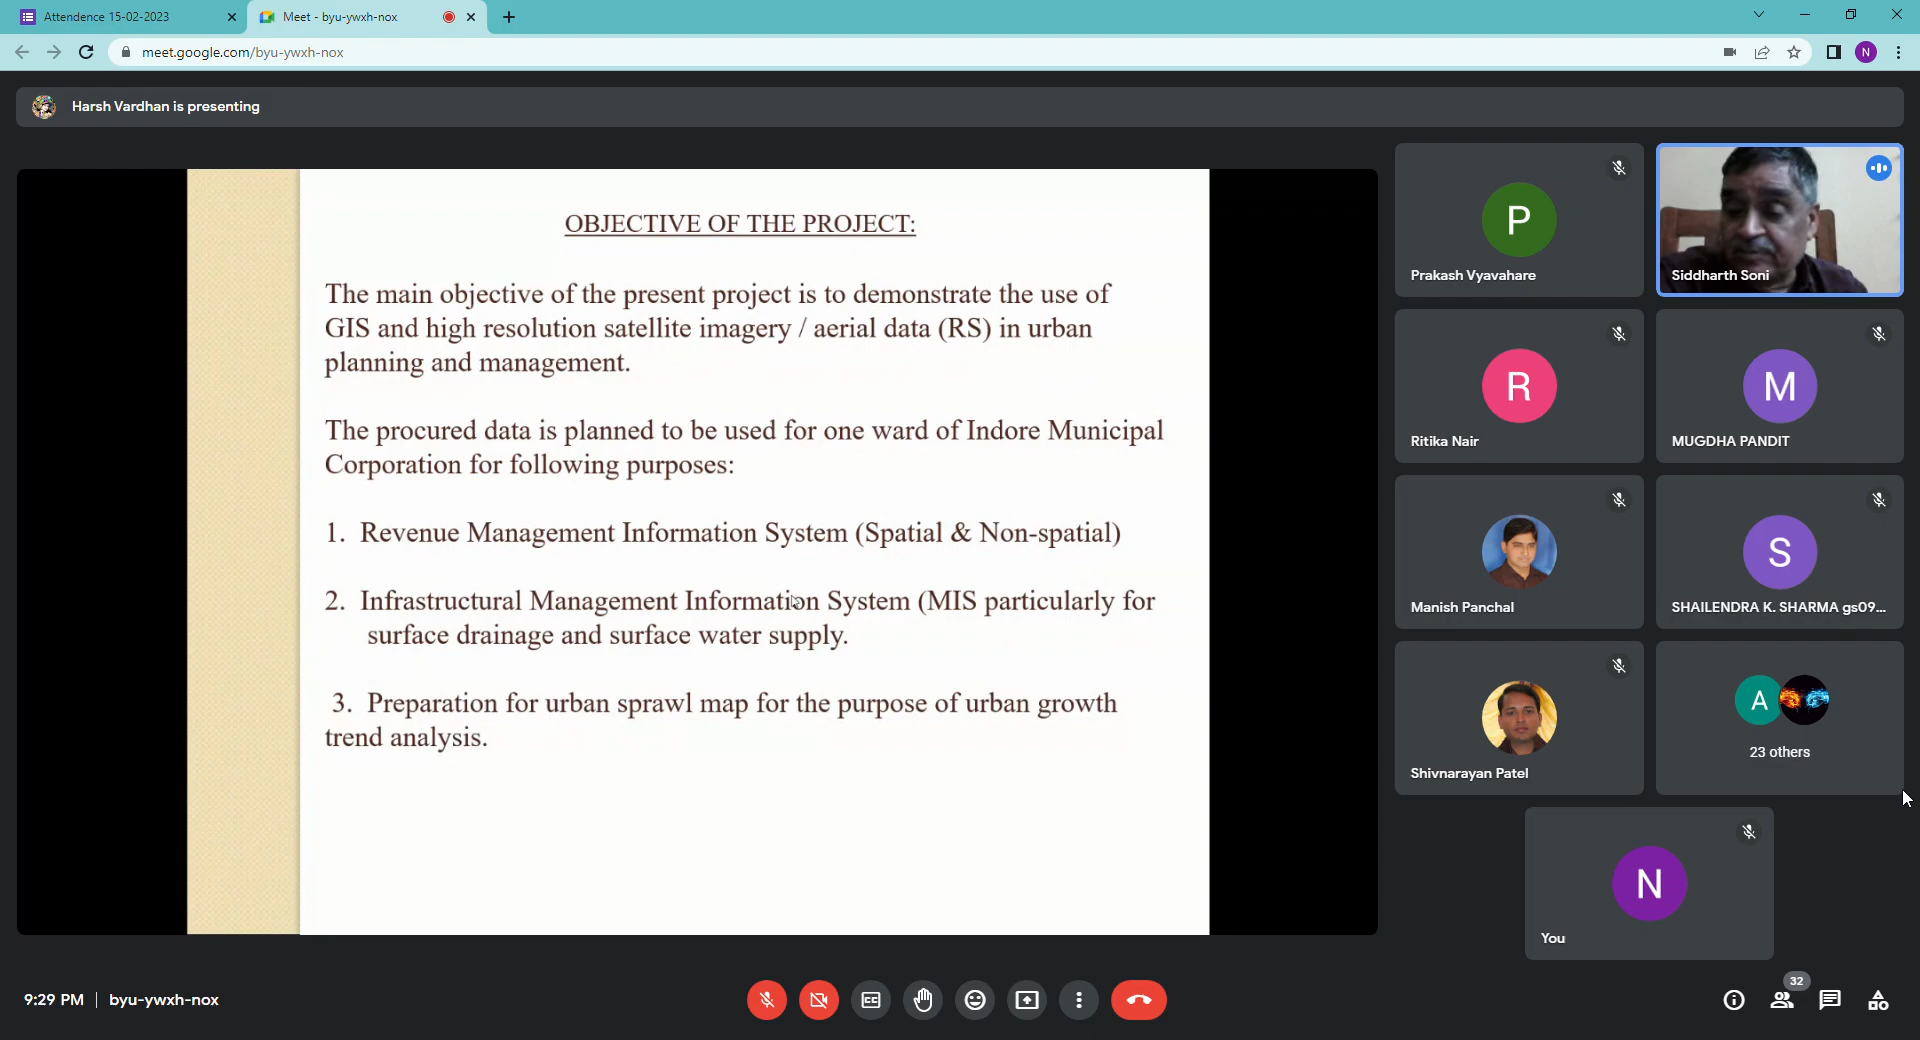 Attendence 15-02-2023
Meet - byu-ywxh-nox
meet.google.com/byu-ywxh-nox
N
Harsh Vardhan is presenting
OBJECTIVE OF THE PROJECT:
The main objective of the present project is to demonstrate the use of
GIS and high resolution satellite imagery / aerial data (RS) in urban
planning and management.
The procured data is planned to be used for one ward of Indore Municipal
Corporation for following purposes:
1. Revenue Management Information System (Spatial & Non-spatial)
2. Infrastructural Management Information System (MIS particularly for
surface drainage and surface water supply.
3. Preparation for urban sprawl map for the purpose of urban growth
trend analysis.
P
Prakash Vyavahare
Siddharth Soni
R
Ritika Nair
M
MUGDHA PANDIT
Manish Panchal
S
SHAILENDRA K. SHARMA gs09...
Shivnarayan Patel
A
23 others
N
You
9:29 PM | byu-ywxh-nox
CC
32